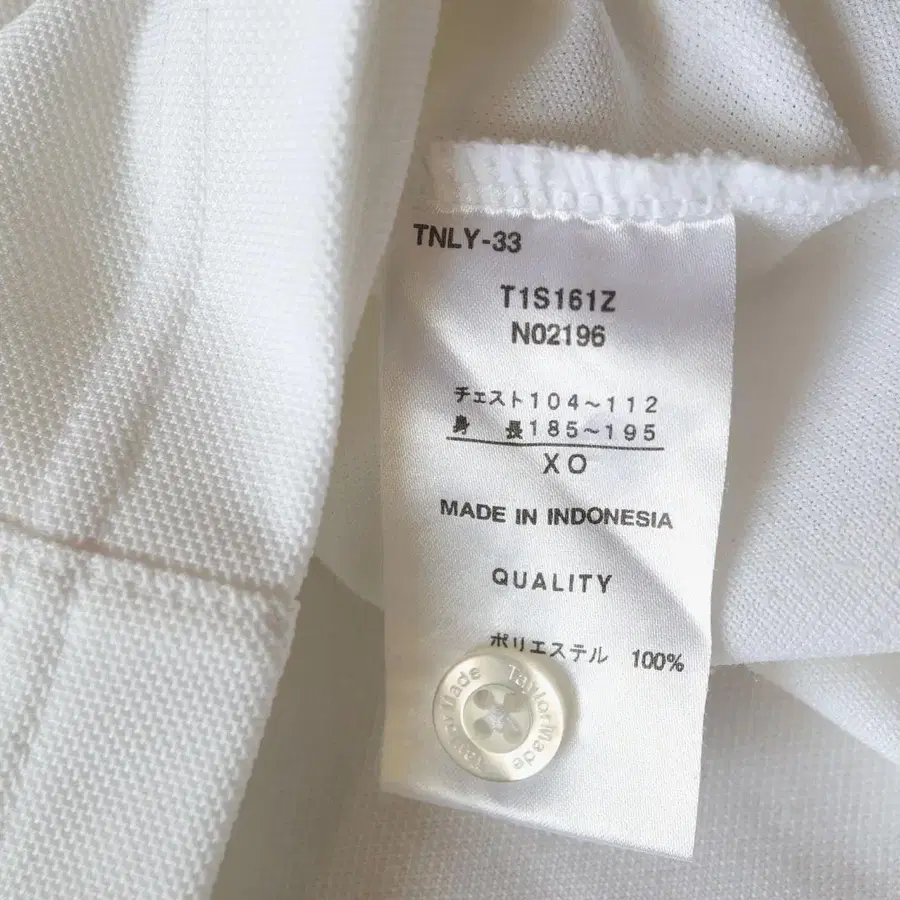 TNLY-33
T1S161Z
N02196
チェスト104～112
身 長185～195
XO
MADE IN INDONESIA
QUALITY
ポリエステル 100%
TaylorMade
TaylorMade